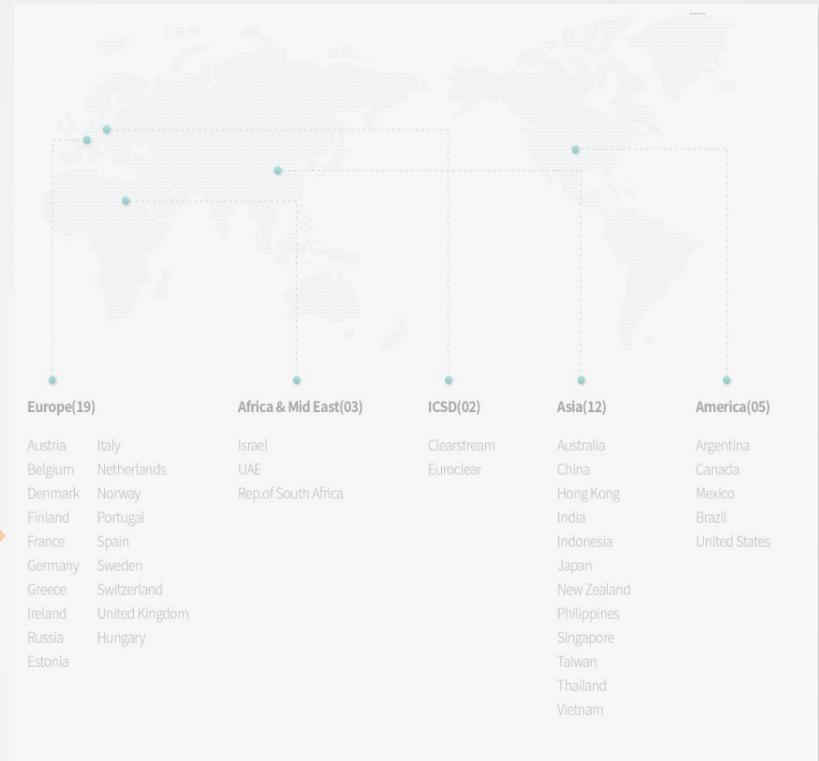 Europe(19)
Austria
Belgium
Denmark
Finland
France
Germany
Greece
Ireland
Russia
Estonia
Italy
Netherlands
Norway
Portugal
Spain
Sweden
Switzerland
United Kingdom
Hungary
Africa & Mid East(03)
Israel
UAE
Rep.of South Africa
ICSD(02)
Clearstream
Euroclear
Asia(12)
Australia
China
Hong Kong
India
Indonesia
Japan
New Zealand
Philippines
Singapore
Taiwan
Thailand
Vietnam
America(05)
Argentina
Canada
Mexico
Brazil
United States